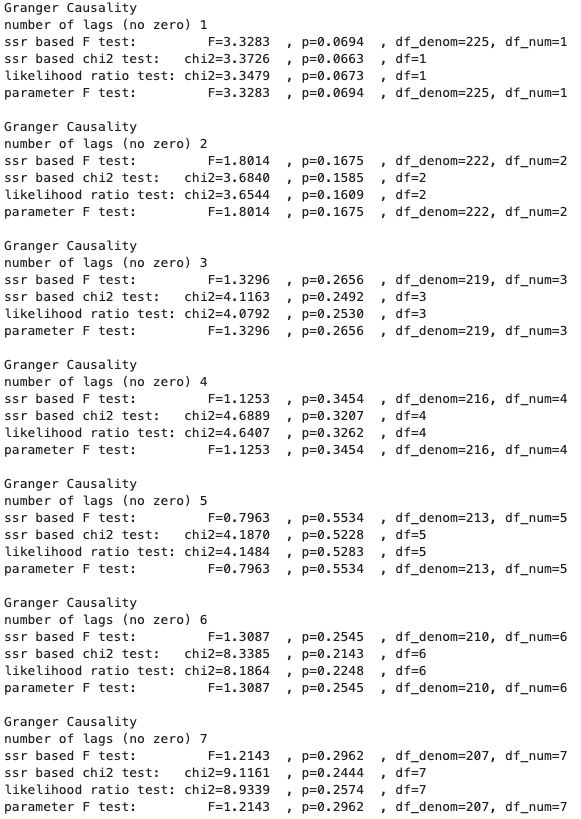 Granger Causality
number of lags (no zero) 1
ssr based F test:         F=3.3283  , p=0.0694  , df_denom=225, df_num=1
ssr based chi2 test:   chi2=3.3726  , p=0.0663  , df=1
likelihood ratio test: chi2=3.3479  , p=0.0673  , df=1
parameter F test:         F=3.3283  , p=0.0694  , df_denom=225, df_num=1

Granger Causality
number of lags (no zero) 2
ssr based F test:         F=1.8014  , p=0.1675  , df_denom=222, df_num=2
ssr based chi2 test:   chi2=3.6840  , p=0.1585  , df=2
likelihood ratio test: chi2=3.6544  , p=0.1609  , df=2
parameter F test:         F=1.8014  , p=0.1675  , df_denom=222, df_num=2

Granger Causality
number of lags (no zero) 3
ssr based F test:         F=1.3296  , p=0.2656  , df_denom=219, df_num=3
ssr based chi2 test:   chi2=4.1163  , p=0.2492  , df=3
likelihood ratio test: chi2=4.0792  , p=0.2530  , df=3
parameter F test:         F=1.3296  , p=0.2656  , df_denom=219, df_num=3

Granger Causality
number of lags (no zero) 4
ssr based F test:         F=1.1253  , p=0.3454  , df_denom=216, df_num=4
ssr based chi2 test:   chi2=4.6889  , p=0.3207  , df=4
likelihood ratio test: chi2=4.6407  , p=0.3262  , df=4
parameter F test:         F=1.1253  , p=0.3454  , df_denom=216, df_num=4

Granger Causality
number of lags (no zero) 5
ssr based F test:         F=0.7963  , p=0.5534  , df_denom=213, df_num=5
ssr based chi2 test:   chi2=4.1870  , p=0.5228  , df=5
likelihood ratio test: chi2=4.1484  , p=0.5283  , df=5
parameter F test:         F=0.7963  , p=0.5534  , df_denom=213, df_num=5

Granger Causality
number of lags (no zero) 6
ssr based F test:         F=1.3087  , p=0.2545  , df_denom=210, df_num=6
ssr based chi2 test:   chi2=8.3385  , p=0.2143  , df=6
likelihood ratio test: chi2=8.1864  , p=0.2248  , df=6
parameter F test:         F=1.3087  , p=0.2545  , df_denom=210, df_num=6

Granger Causality
number of lags (no zero) 7
ssr based F test:         F=1.2143  , p=0.2962  , df_denom=207, df_num=7
ssr based chi2 test:   chi2=9.1161  , p=0.2444  , df=7
likelihood ratio test: chi2=8.9339  , p=0.2574  , df=7
parameter F test:         F=1.2143  , p=0.2962  , df_denom=207, df_num=7